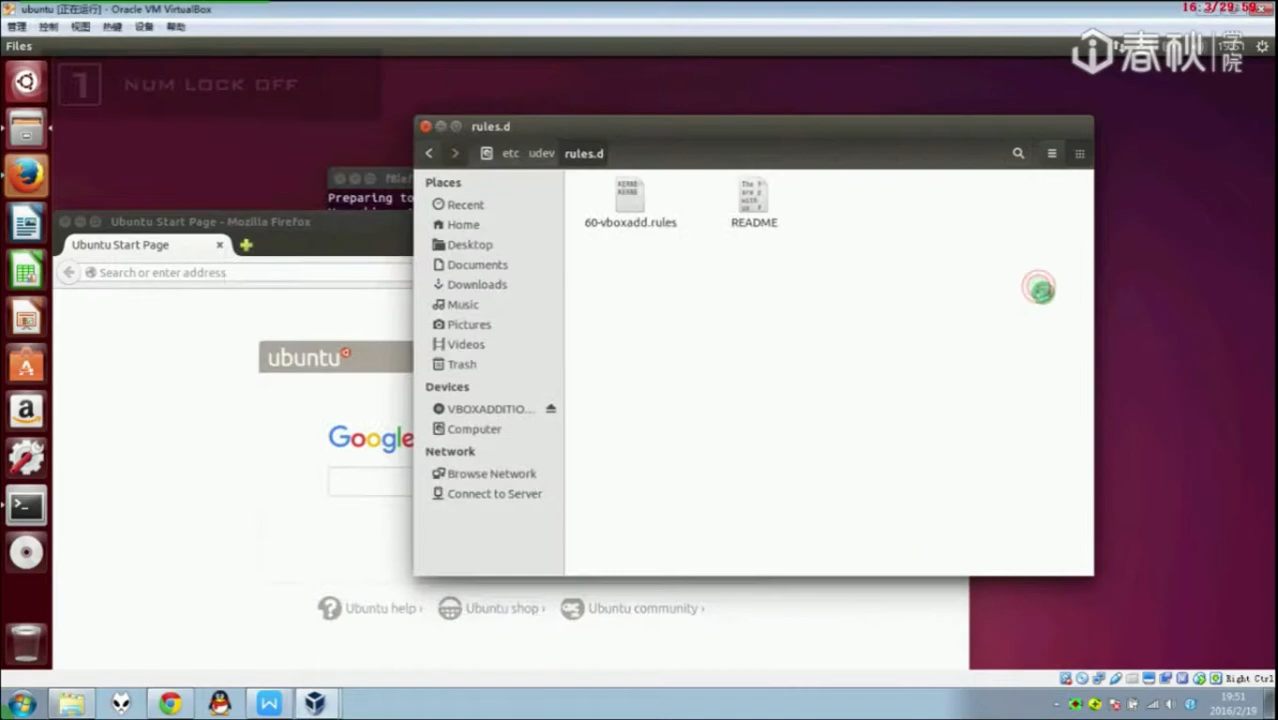 ubuntu [正在运行] - Oracle VM VirtualBox
16.3/29.59
管理 控制 视图 热键 设备 帮助
Files
春秋 学院
1 NUM LOCK OFF
rules.d
etc udev rules.d
Preparing to
Ubuntu Start Page - Mozilla Firefox
Ubuntu Start Page
Search or enter address
Places
Recent
Home
Desktop
Documents
Downloads
Music
Pictures
Videos
Trash
Devices
VBOXADDITIO...
Computer
Network
Browse Network
Connect to Server
60-vboxadd.rules
README
ubuntu
Google
Ubuntu help ›
Ubuntu shop ›
Ubuntu community ›
Right Ctrl
19:51
2016/2/19